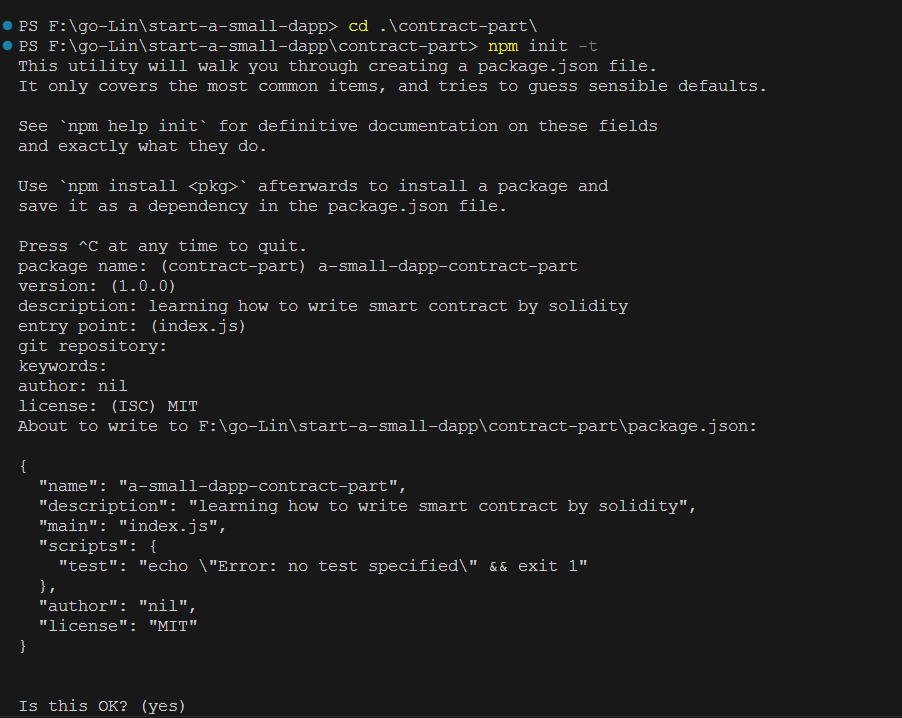 PS F:\go-Lin\start-a-small-dapp> cd .\contract-part\
PS F:\go-Lin\start-a-small-dapp\contract-part> npm init -t
This utility will walk you through creating a package.json file.
It only covers the most common items, and tries to guess sensible defaults.

See `npm help init` for definitive documentation on these fields
and exactly what they do.

Use `npm install <pkg>` afterwards to install a package and
save it as a dependency in the package.json file.

Press ^C at any time to quit.
package name: (contract-part) a-small-dapp-contract-part
version: (1.0.0)
description: learning how to write smart contract by solidity
entry point: (index.js)
git repository:
keywords:
author: nil
license: (ISC) MIT
About to write to F:\go-Lin\start-a-small-dapp\contract-part\package.json:

{
  "name": "a-small-dapp-contract-part",
  "description": "learning how to write smart contract by solidity",
  "main": "index.js",
  "scripts": {
    "test": "echo \"Error: no test specified\" && exit 1"
  },
  "author": "nil",
  "license": "MIT"
}

Is this OK? (yes)